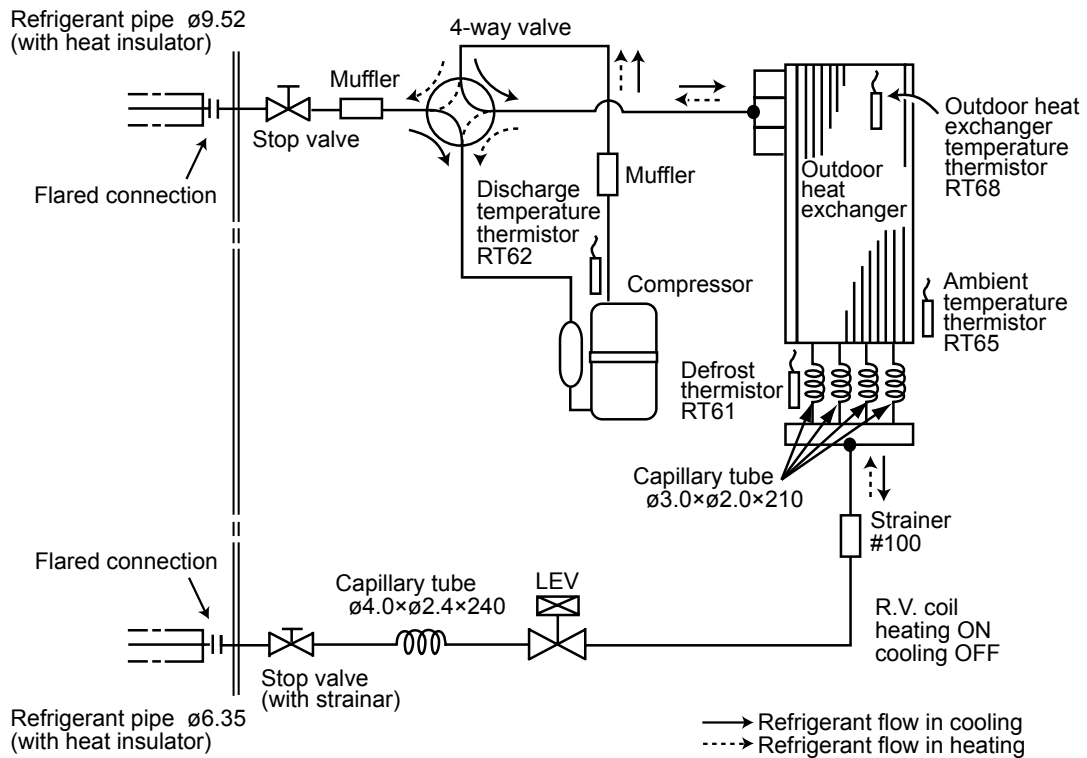 Refrigerant pipe ø9.52
(with heat insulator)
4-way valve
Muffler
Stop valve
Flared connection
Outdoor heat
exchanger
temperature
thermistor
RT68
Outdoor
heat
exchanger
Muffler
Discharge
temperature
thermistor
RT62
Compressor
Ambient
temperature
thermistor
RT65
Defrost
thermistor
RT61
Capillary tube
ø3.0×ø2.0×210
Strainer
#100
Flared connection
Capillary tube
ø4.0×ø2.4×240
LEV
R.V. coil
heating ON
cooling OFF
Stop valve
(with strainar)
Refrigerant pipe ø6.35
(with heat insulator)
Refrigerant flow in cooling
Refrigerant flow in heating